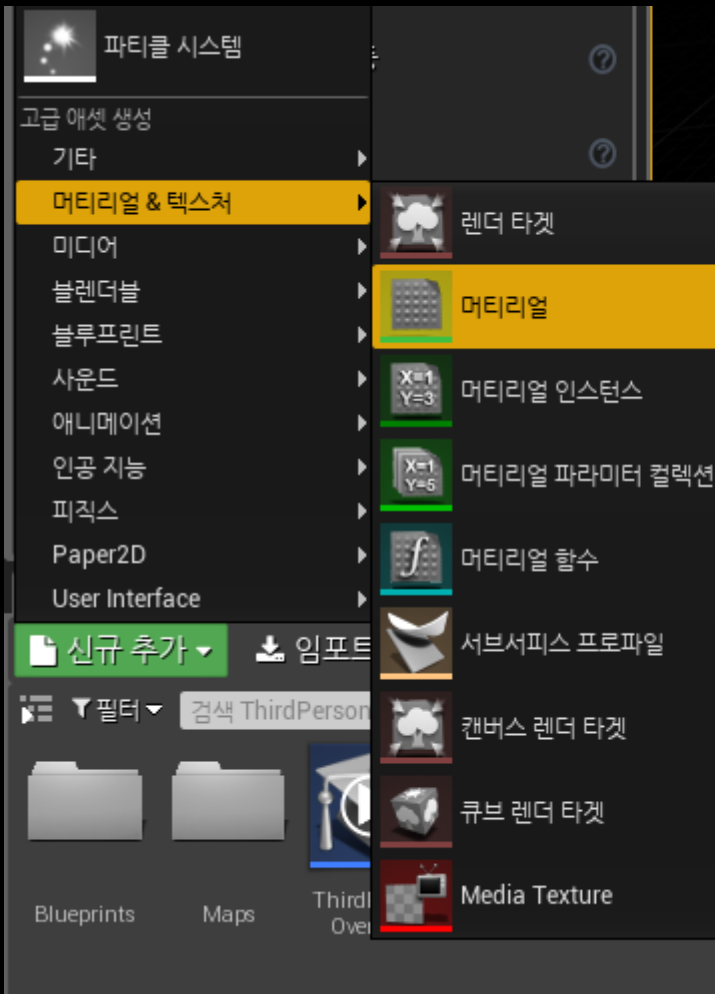 파티클 시스템
고급 애셋 생성
기타
머티리얼 & 텍스처
미디어
블렌더블
블루프린트
사운드
애니메이션
인공 지능
피직스
Paper2D
User Interface
렌더 타겟
머티리얼
X=1
Y=3
머티리얼 인스턴스
X=1
Y=5
머티리얼 파라미터 컬렉션
f
머티리얼 함수
서브서피스 프로파일
캔버스 렌더 타겟
큐브 렌더 타겟
Media Texture
신규 추가
임포트
필터
검색 ThirdPerson
Blueprints
Maps